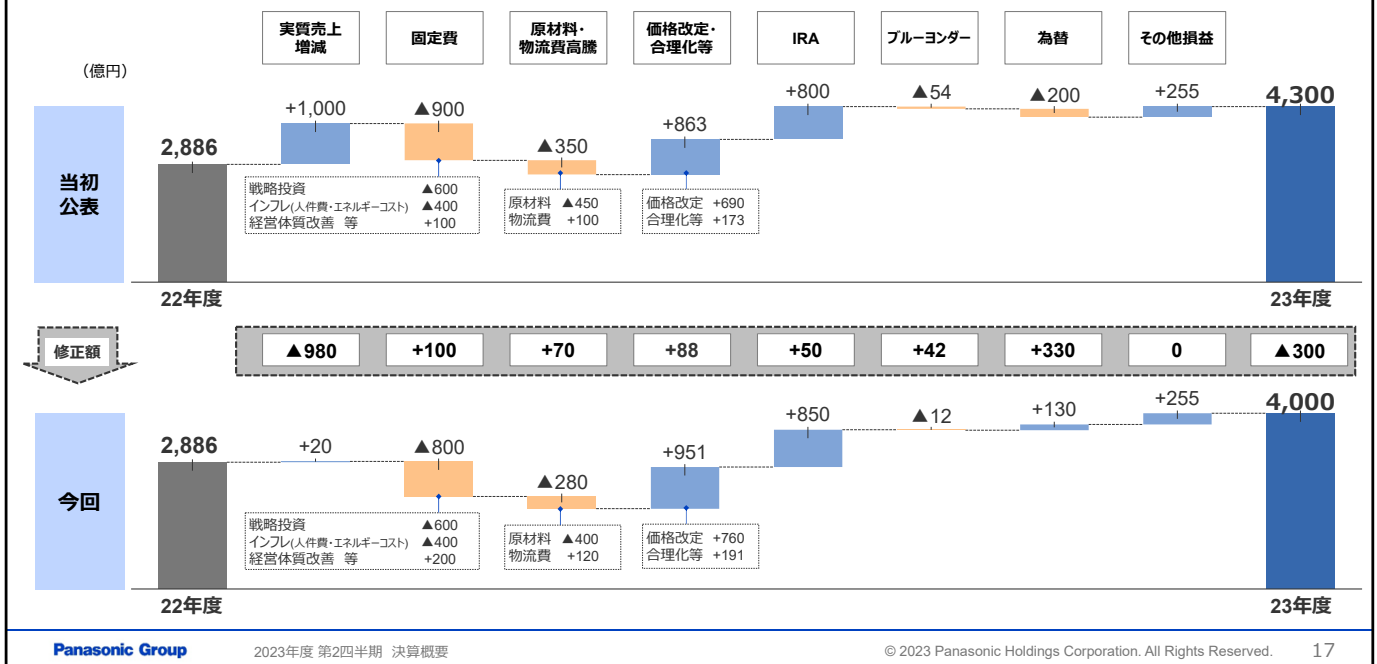 実質売上
増減
固定費
原材料・
物流費高騰
価格改定・
合理化等
IRA
ブルーヨンダー
為替
その他損益
(億円)
当初
公表
2,886
+1,000
▲900
▲350
+863
+800
▲54
▲200
+255
4,300
戦略投資 ▲600
インフレ(人件費・エネルギーコスト) ▲400
経営体質改善 等 +100
原材料 ▲450
物流費 +100
価格改定 +690
合理化等 +173
22年度
23年度
修正額
▲980
+100
+70
+88
+50
+42
+330
0
▲300
今回
2,886
+20
▲800
▲280
+951
+850
▲12
+130
+255
4,000
戦略投資 ▲600
インフレ(人件費・エネルギーコスト) ▲400
経営体質改善 等 +200
原材料 ▲400
物流費 +120
価格改定 +760
合理化等 +191
22年度
23年度
Panasonic Group
2023年度 第2四半期 決算概要
© 2023 Panasonic Holdings Corporation. All Rights Reserved.
17